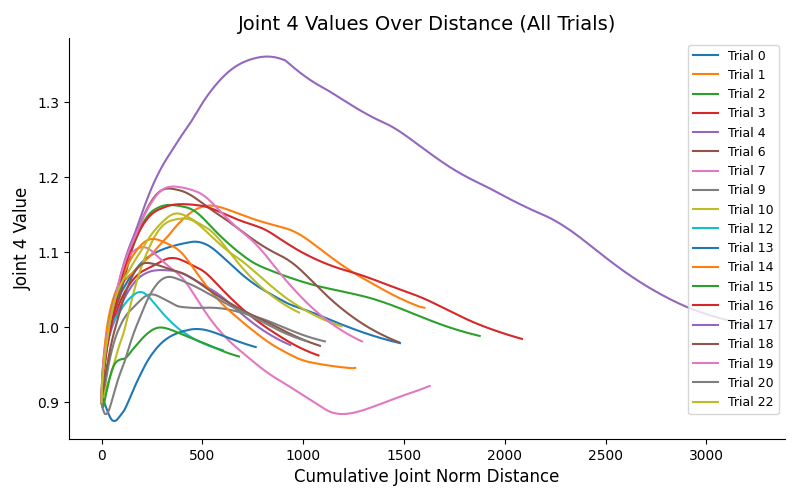 Joint 4 Values Over Distance (All Trials)
Joint 4 Value
1.3
1.2
1.1
1.0
0.9
0
500
1000
1500
2000
2500
3000
Cumulative Joint Norm Distance
Trial 0
Trial 1
Trial 2
Trial 3
Trial 4
Trial 6
Trial 7
Trial 9
Trial 10
Trial 12
Trial 13
Trial 14
Trial 15
Trial 16
Trial 17
Trial 18
Trial 19
Trial 20
Trial 22